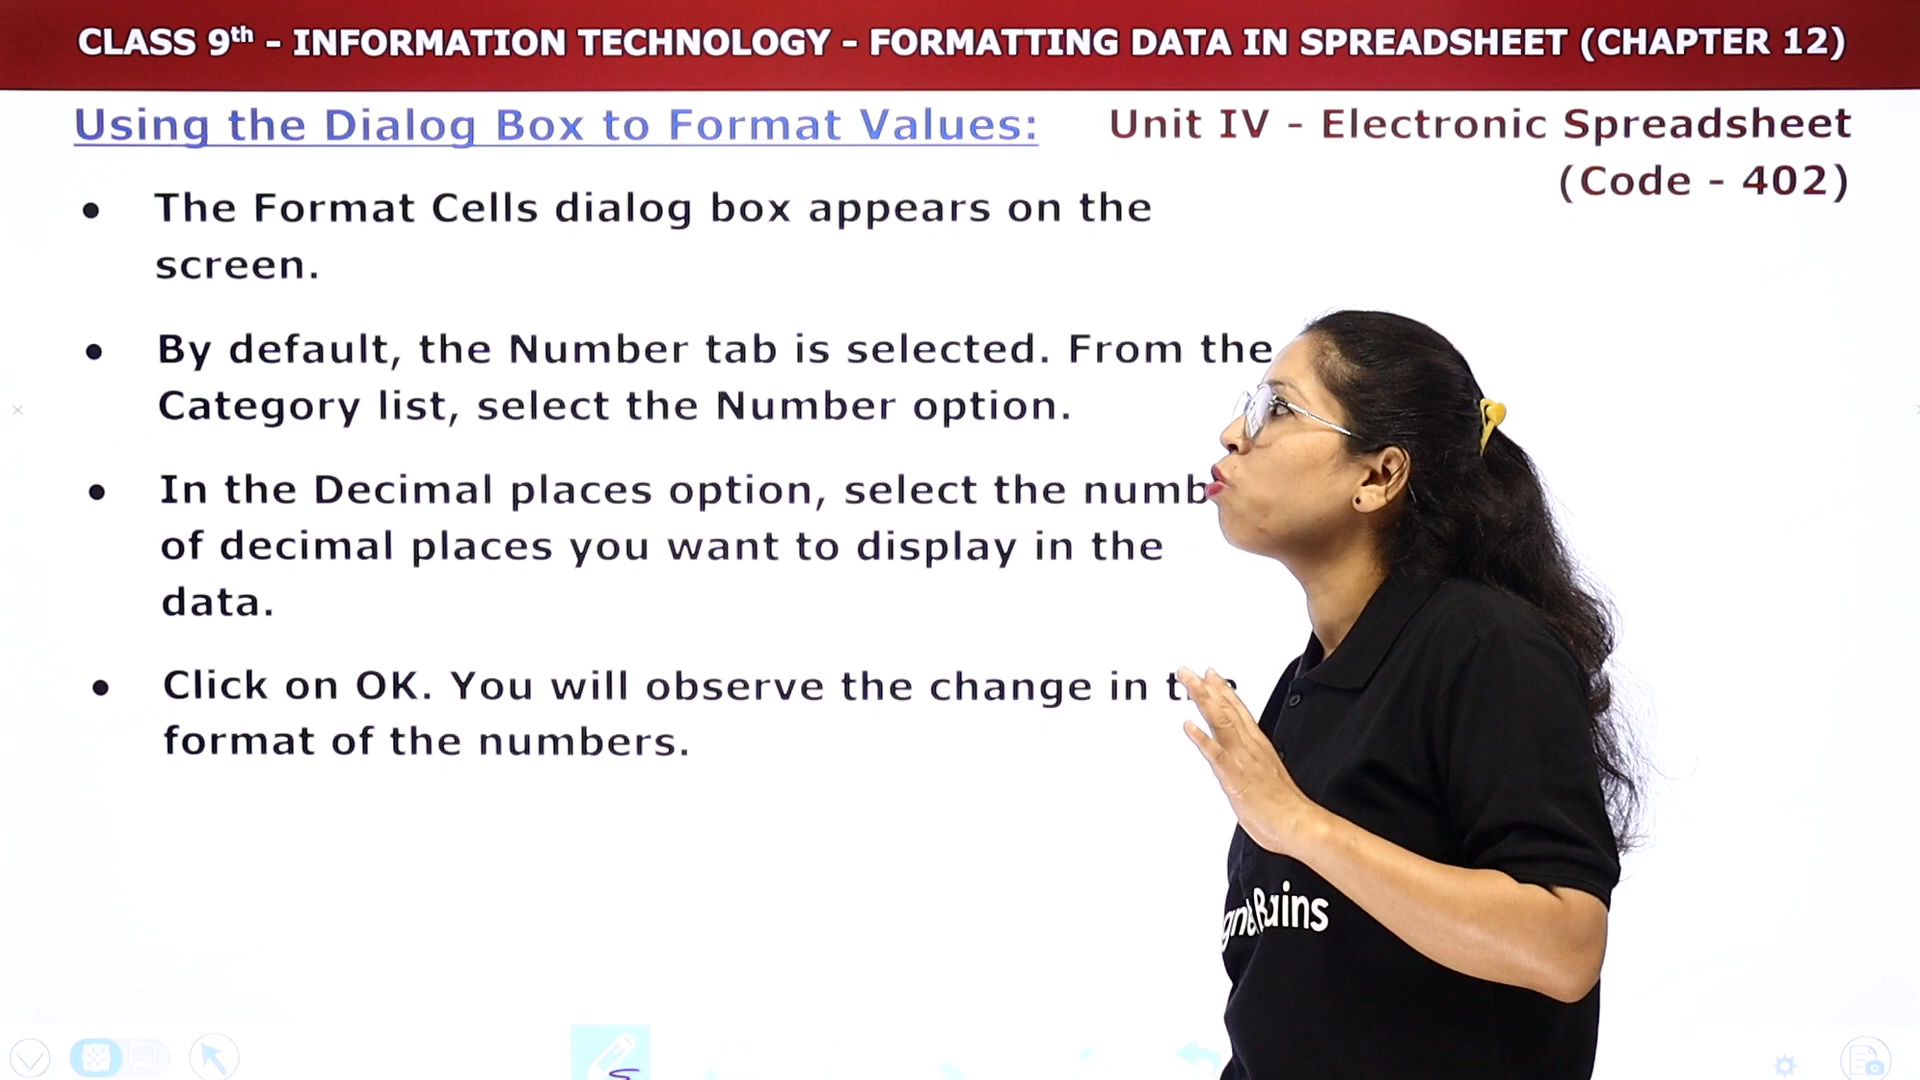 CLASS 9th - INFORMATION TECHNOLOGY - FORMATTING DATA IN SPREADSHEET (CHAPTER 12)
Using the Dialog Box to Format Values:
Unit IV - Electronic Spreadsheet
(Code - 402)
• The Format Cells dialog box appears on the
screen.
• By default, the Number tab is selected. From the
Category list, select the Number option.
• In the Decimal places option, select the numb
of decimal places you want to display in the
data.
• Click on OK. You will observe the change in
format of the numbers.